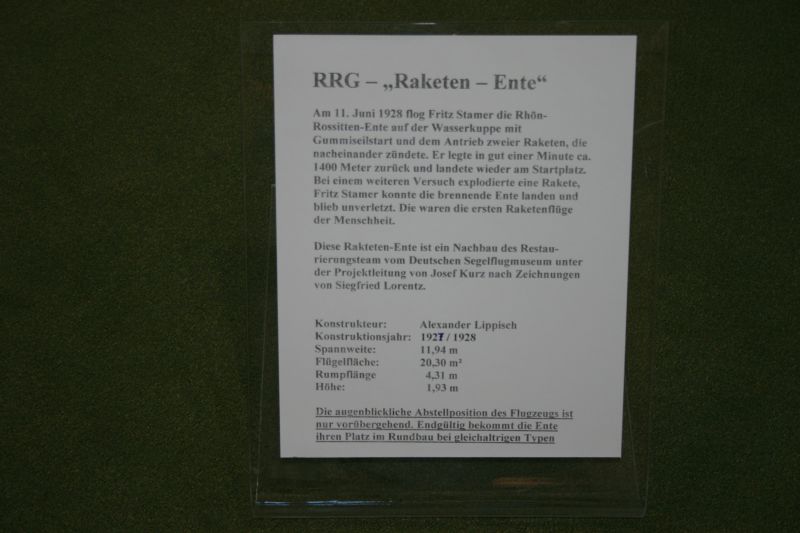 RRG – „Raketen – Ente“
Am 11. Juni 1928 flog Fritz Stamer die Rhön-
Rossitten-Ente auf der Wasserkuppe mit
Gummiseilstart und dem Antrieb zweier Raketen, die
nacheinander zündete. Er legte in gut einer Minute ca.
1400 Meter zurück und landete wieder am Startplatz.
Bei einem weiteren Versuch explodierte eine Rakete,
Fritz Stamer konnte die brennende Ente landen und
blieb unverletzt. Die waren die ersten Raketenflüge
der Menschheit.
Diese Rakteten-Ente ist ein Nachbau des Restau-
rierungsteam vom Deutschen Segelflugmuseum unter
der Projektleitung von Josef Kurz nach Zeichnungen
von Siegfried Lorentz.
Konstrukteur: Alexander Lippisch
Konstruktionsjahr: 1927 / 1928
Spannweite: 11,94 m
Flügelfläche: 20,30 m²
Rumpflänge 4,31 m
Höhe: 1,93 m
Die augenblickliche Abstellposition des Flugzeugs ist
nur vorübergehend. Endgültig bekommt die Ente
ihren Platz im Rundbau bei gleichaltrigen Typen